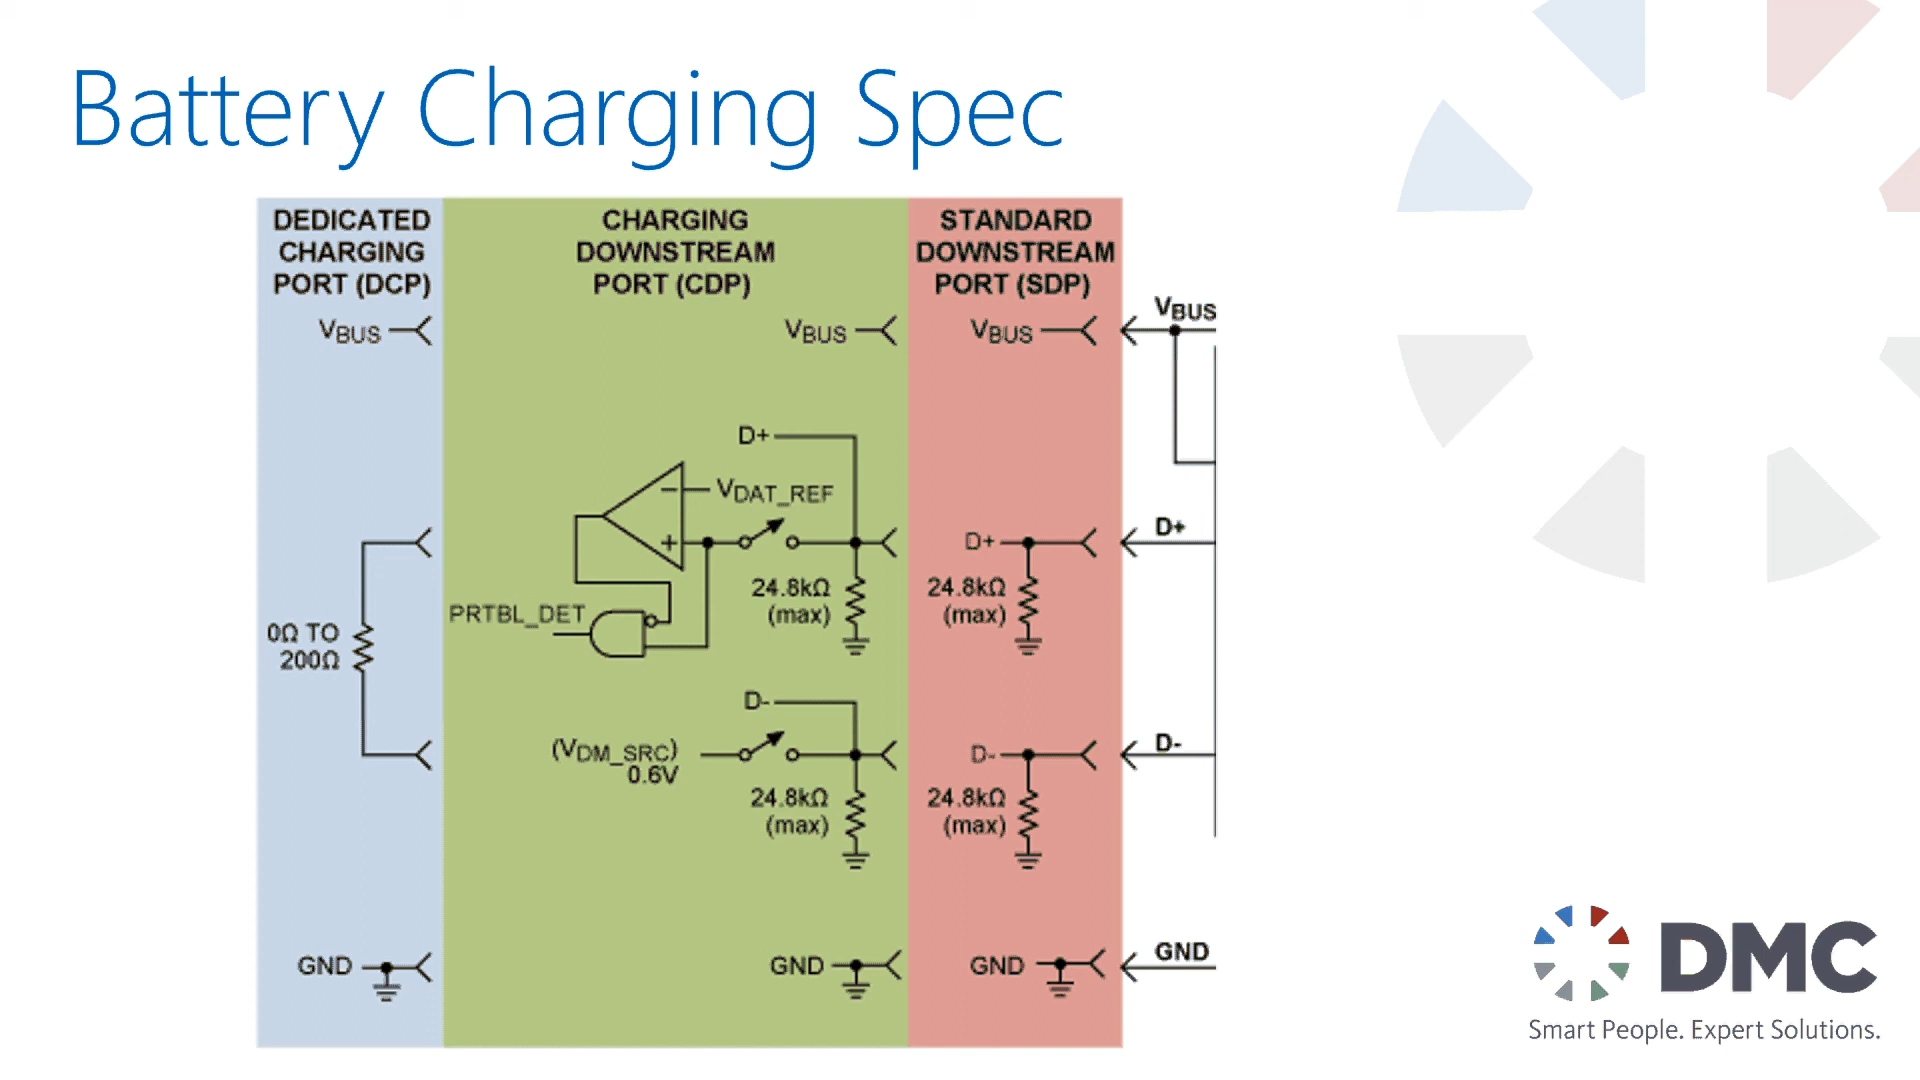 Battery Charging Spec
DEDICATED
CHARGING
PORT (DCP)
VBUS
0Ω TO
200Ω
GND
CHARGING
DOWNSTREAM
PORT (CDP)
VBUS
D+
VDAT_REF
−
+
24.8kΩ
(max)
PRTBL_DET
D-
(VDM_SRC)
0.6V
24.8kΩ
(max)
GND
STANDARD
DOWNSTREAM
PORT (SDP)
VBUS
D+
24.8kΩ
(max)
D-
24.8kΩ
(max)
GND
VBUS
D+
D-
GND
DMC
Smart People. Expert Solutions.